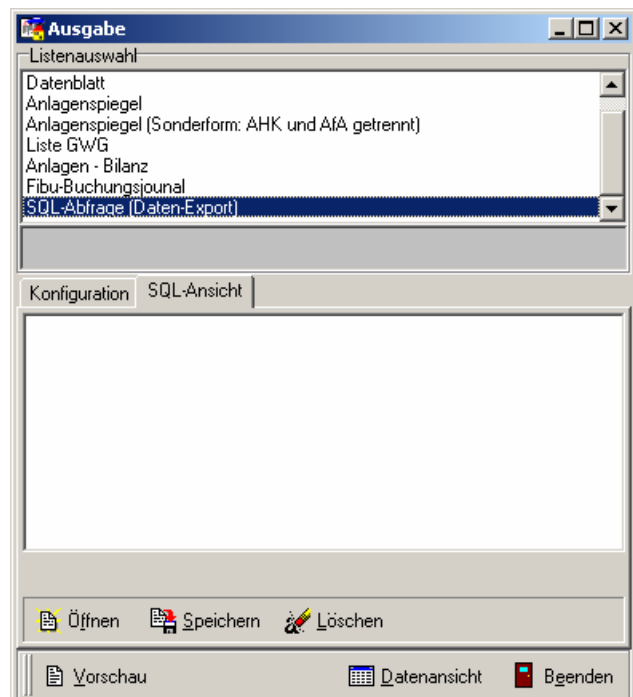 Ausgabe
Listenauswahl
Datenblatt
Anlagenspiegel
Anlagenspiegel (Sonderform: AHK und AfA getrennt)
Liste GWG
Anlagen - Bilanz
Fibu-Buchungsjounal
SQL-Abfrage (Daten-Export)
Konfiguration SQL-Ansicht
Öffnen Speichern Löschen
Vorschau Datenansicht Beenden